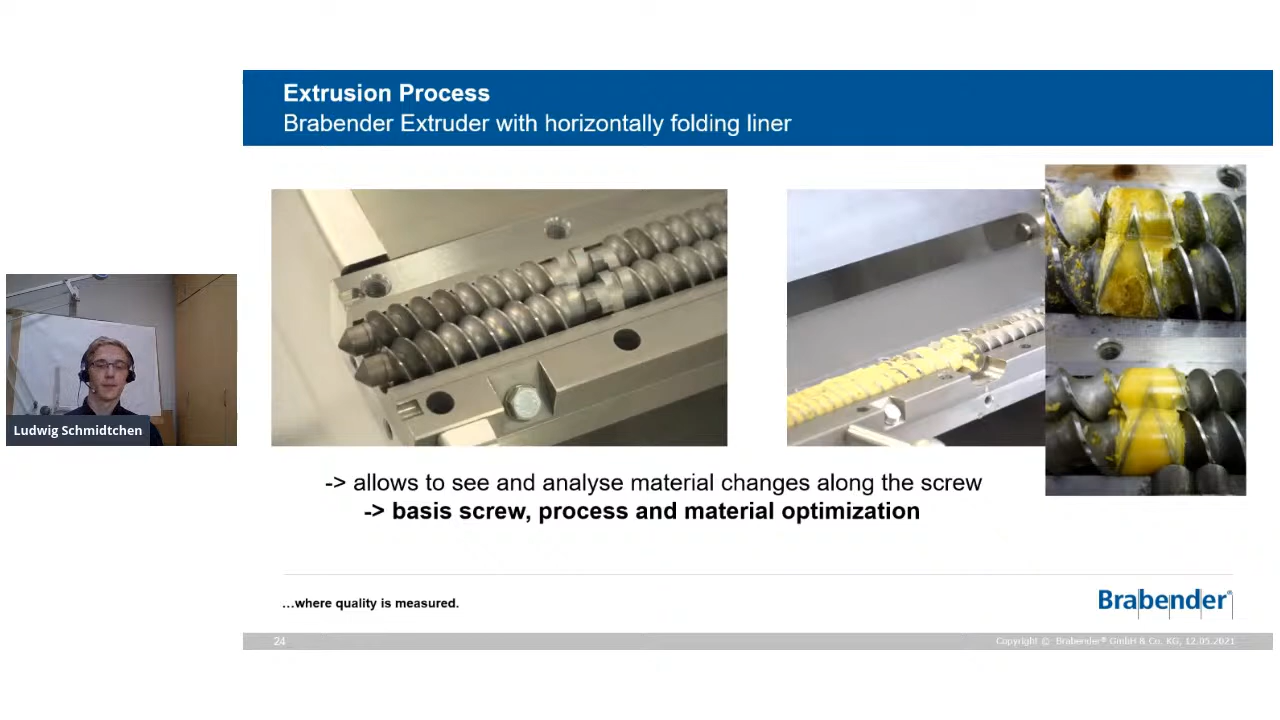 Extrusion Process
Brabender Extruder with horizontally folding liner
Ludwig Schmidtchen
-> allows to see and analyse material changes along the screw
-> basis screw, process and material optimization
...where quality is measured.
Brabender®
24
Copyright © Brabender® GmbH & Co. KG, 12.05.2021